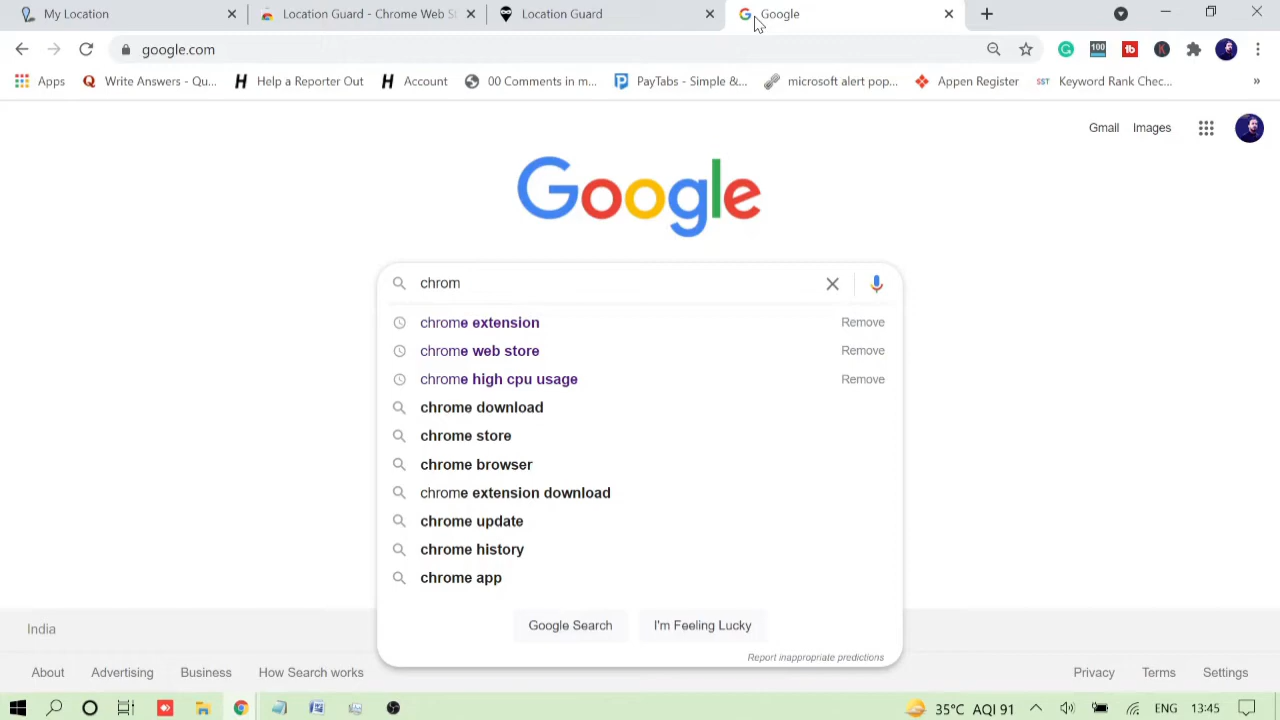 My Location
Location Guard - Chrome Web St
Location Guard
Google
google.com
100
Apps
Write Answers - Qu...
Help a Reporter Out
Account
00 Comments in m...
PayTabs - Simple &...
microsoft alert pop...
Appen Register
SST
Keyword Rank Chec...
»
Gmail
Images
Google
chrom
chrome extension
Remove
chrome web store
Remove
chrome high cpu usage
Remove
chrome download
chrome store
chrome browser
chrome extension download
chrome update
chrome history
chrome app
Google Search
I'm Feeling Lucky
Report inappropriate predictions
India
About
Advertising
Business
How Search works
Privacy
Terms
Settings
35°C AQI 91
ENG
13:45